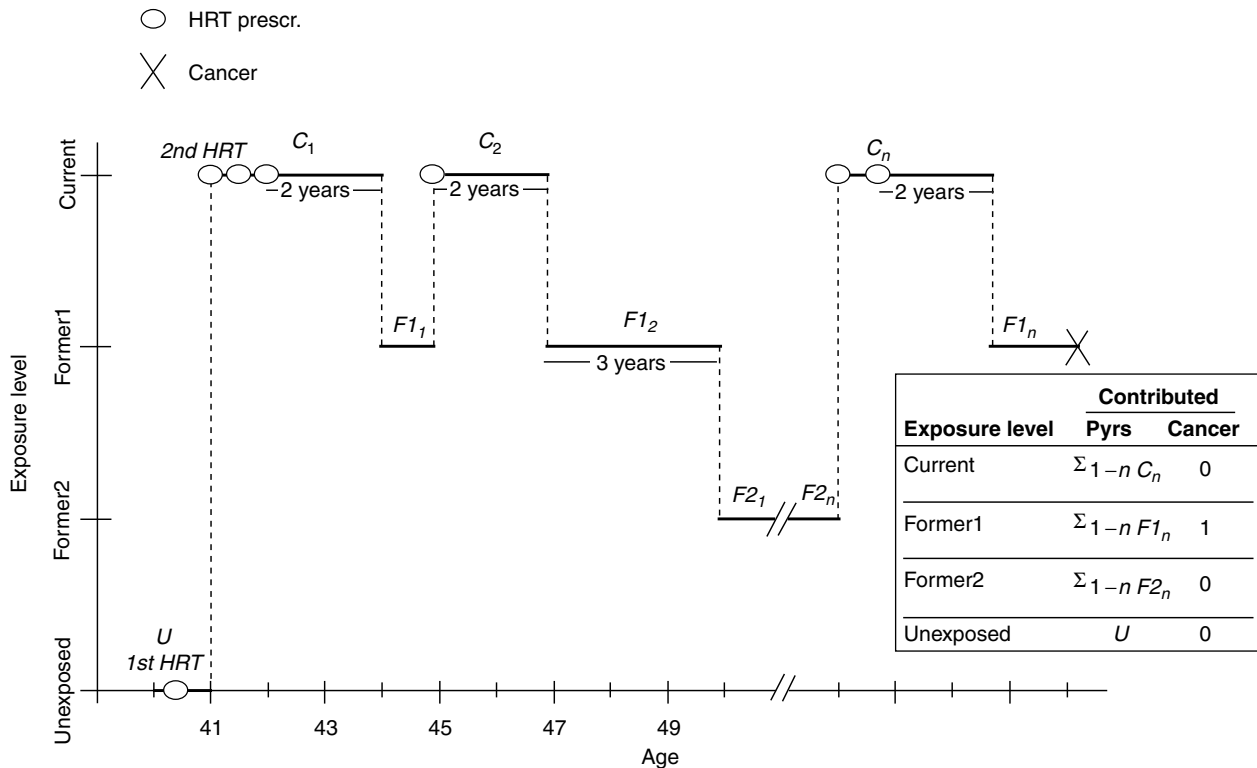 HRT prescr.
Cancer
2nd HRT
C1
C2
Cn
2 years
2 years
2 years
F11
F12
F1n
3 years
F21
F2n
U
1st HRT
Exposure level
Current
Former1
Former2
Unexposed
41 43 45 47 49
Age
Contributed
Exposure level Pyrs Cancer
Current Σ1–n Cn 0
Former1 Σ1–n F1n 1
Former2 Σ1–n F2n 0
Unexposed U 0